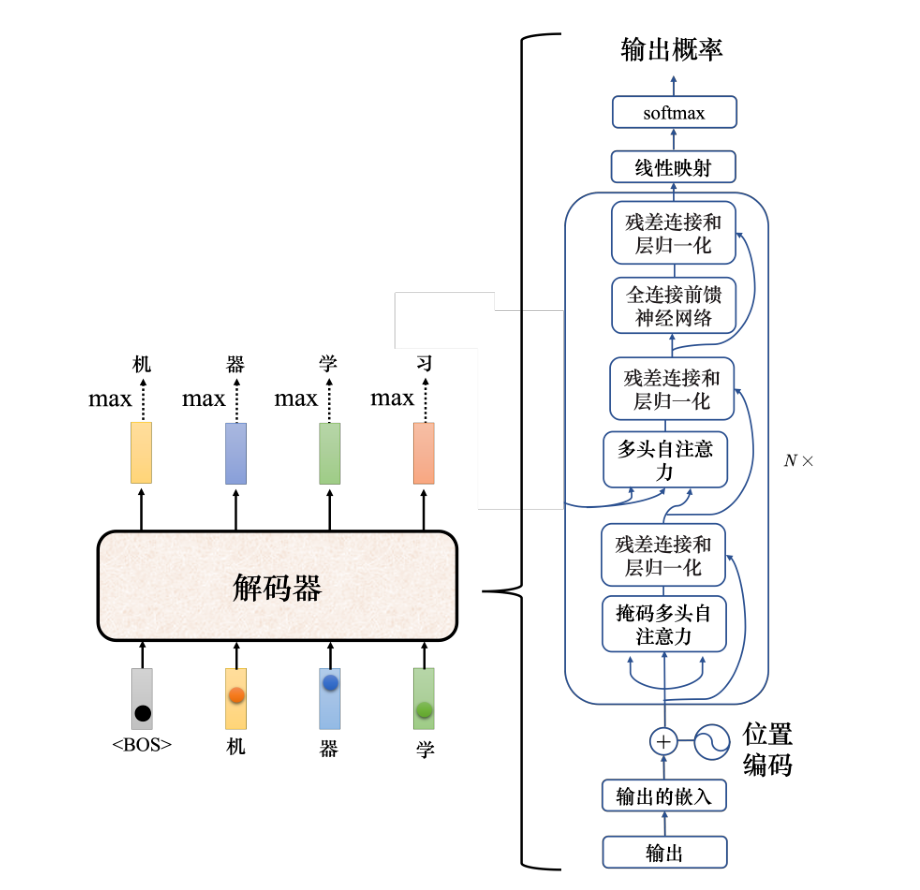 机 器 学 习
max max max max
解码器
<BOS> 机 器 学
输出概率
softmax
线性映射
残差连接和
层归一化
全连接前馈
神经网络
残差连接和
层归一化
多头自注意
力
N×
残差连接和
层归一化
掩码多头自
注意力
+
位置
编码
输出的嵌入
输出